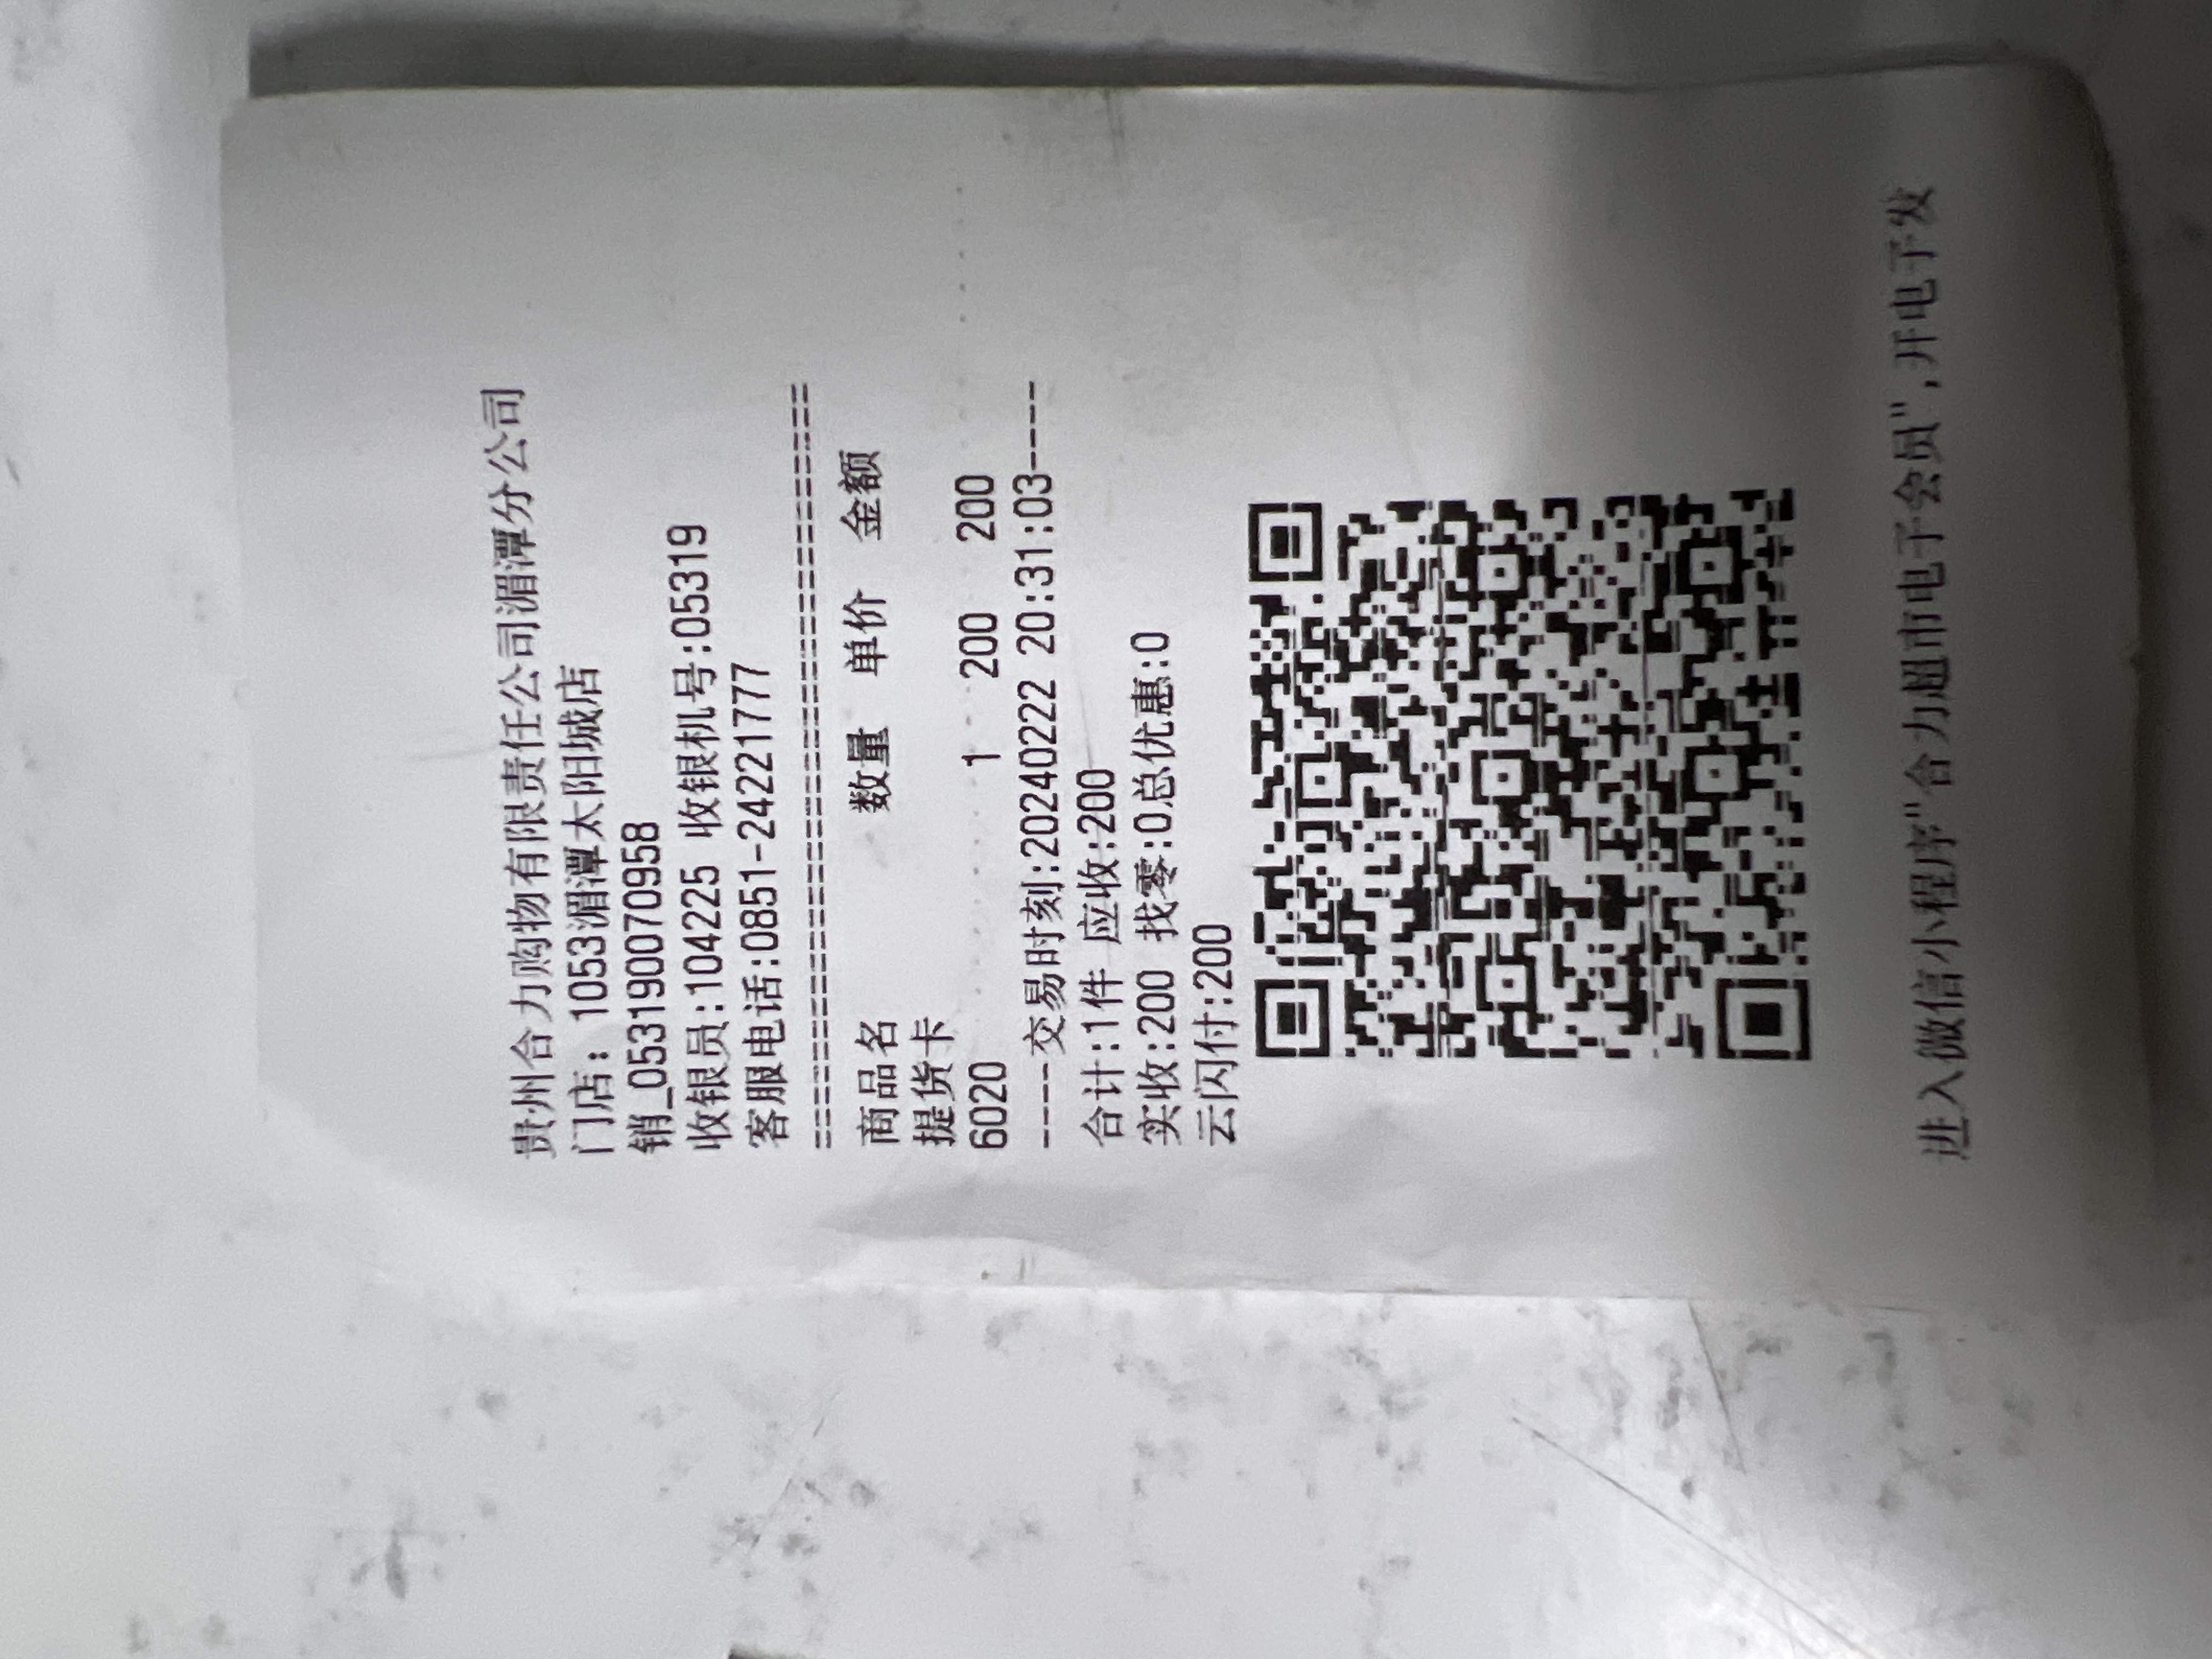 贵州合力购物有限责任公司湄潭分公司
门店: 1053湄潭太阳城店
销_053190070958
收银员:104225 收银机号:05319
客服电话:0851-24221777
==========================================
商品名 数量 单价 金额
提货卡
6020 1 200 200
----交易时刻:20240222 20:31:03-----
合计:1件 应收:200
实收:200 找零:0总优惠:0
云闪付:200
进入微信小程序"合力超市电子会员",开电子发